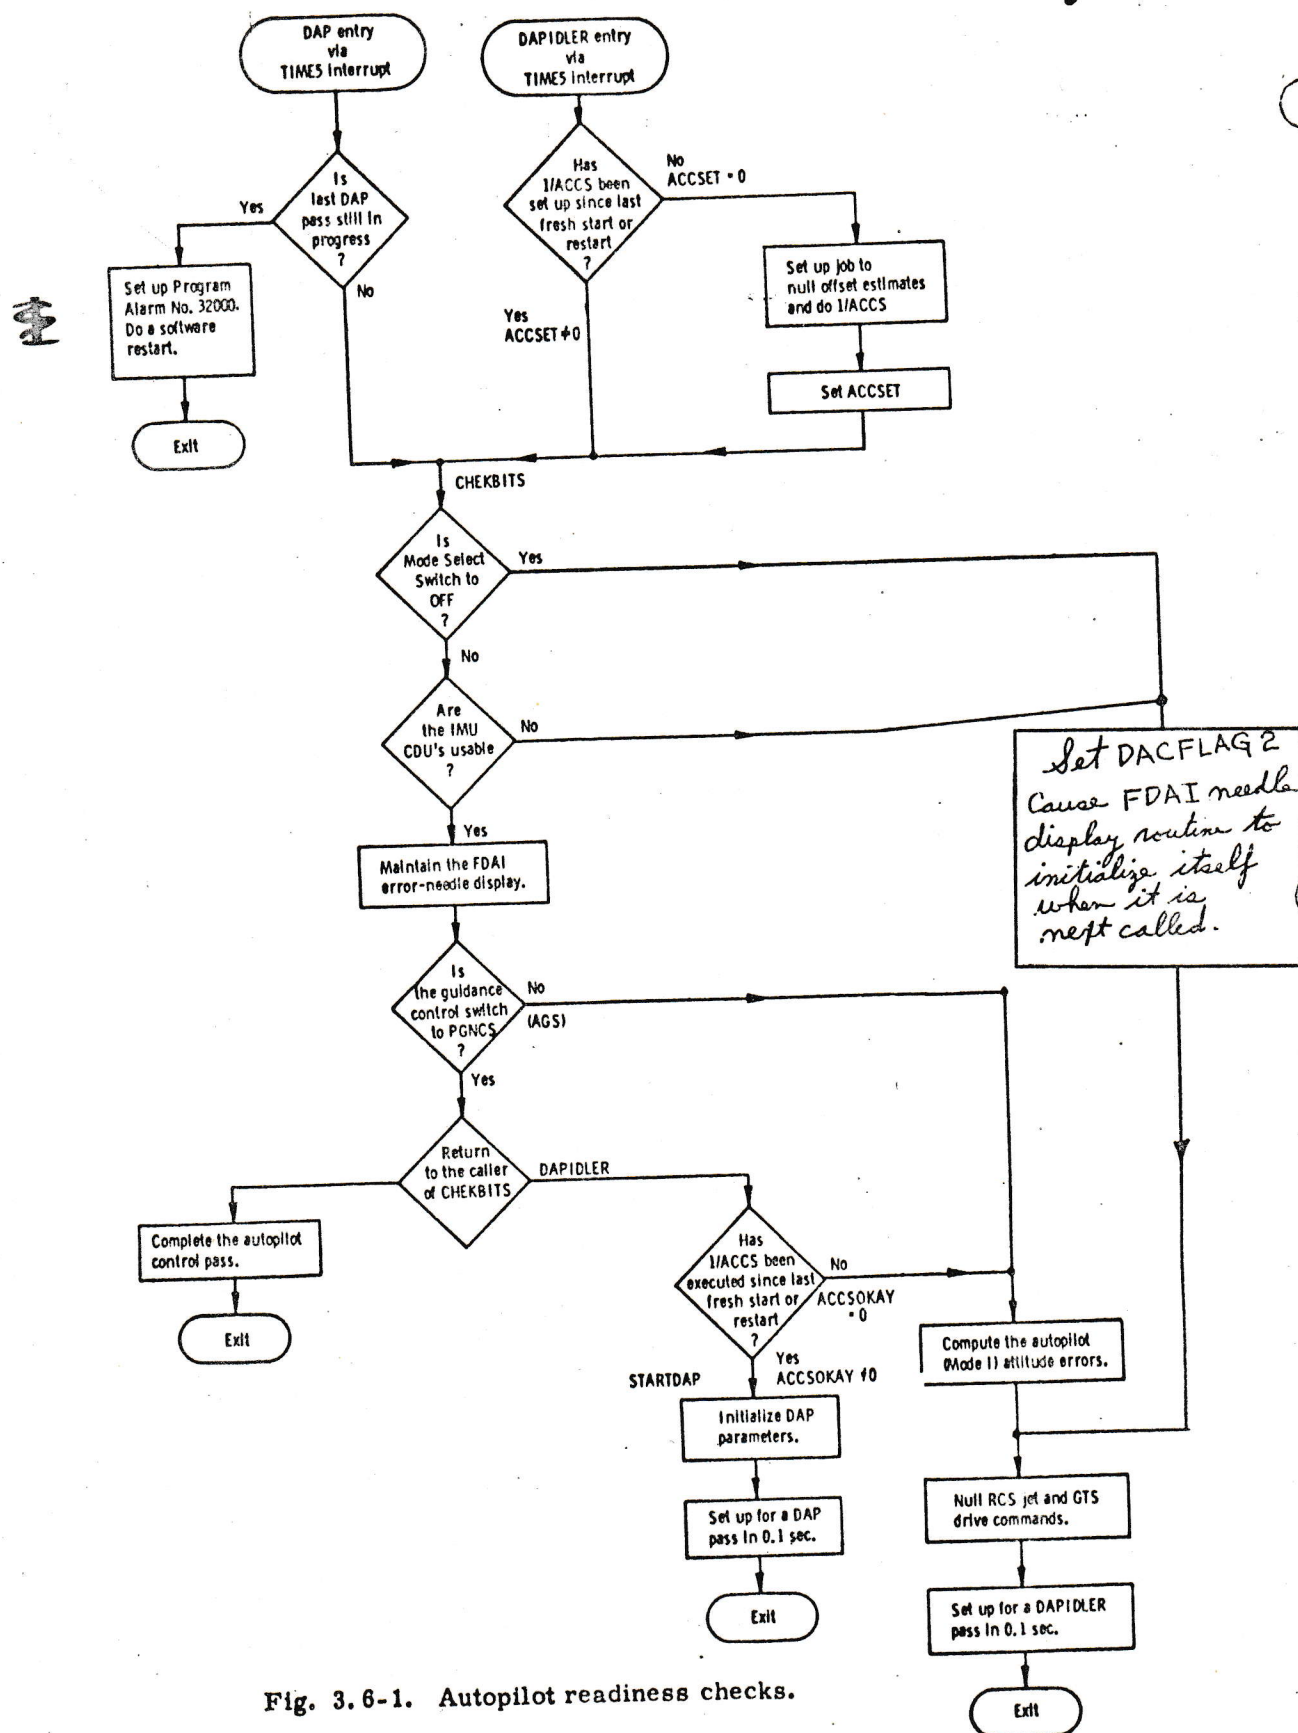 DAP entry
via
TIME5 Interrupt
DAPIDLER entry
via
TIME5 Interrupt
Is
last DAP
pass still in
progress
?
Yes
No
Set up Program
Alarm No. 32000.
Do a software
restart.
Exit
Has
1/ACCS been
set up since last
fresh start or
restart
?
No
ACCSET = 0
Yes
ACCSET ≠ 0
Set up job to
null offset estimates
and do 1/ACCS
Set ACCSET
CHEKBITS
Is
Mode Select
Switch to
OFF
?
Yes
No
Are
the IMU
CDU's usable
?
No
Yes
Set DACFLAG2
Cause FDAI needle
display routine to
initialize itself
when it is
next called.
Maintain the FDAI
error-needle display.
Is
the guidance
control switch
to PGNCS
?
No
(AGS)
Yes
Return
to the caller
of CHEKBITS
DAPIDLER
Complete the autopilot
control pass.
Exit
Has
1/ACCS been
executed since last
fresh start or
restart
?
No
ACCSOKAY
= 0
Yes
ACCSOKAY ≠ 0
STARTDAP
Initialize DAP
parameters.
Set up for a DAP
pass in 0.1 sec.
Exit
Compute the autopilot
(Mode 1) attitude errors.
Null RCS jet and GTS
drive commands.
Set up for a DAPIDLER
pass in 0.1 sec.
Exit
Fig. 3.6-1. Autopilot readiness checks.